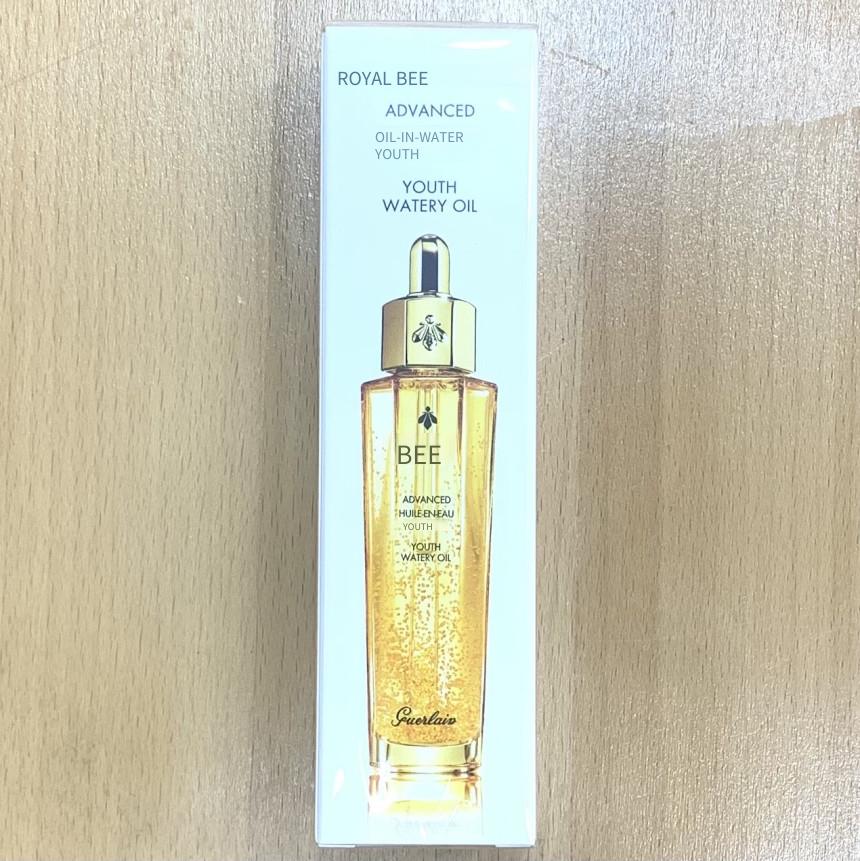 ROYAL BEE
ADVANCED
OIL-IN-WATER
YOUTH
YOUTH
WATERY OIL
BEE
ADVANCED
HUILE-EN-EAU
YOUTH
YOUTH
WATERY OIL
Guerlain